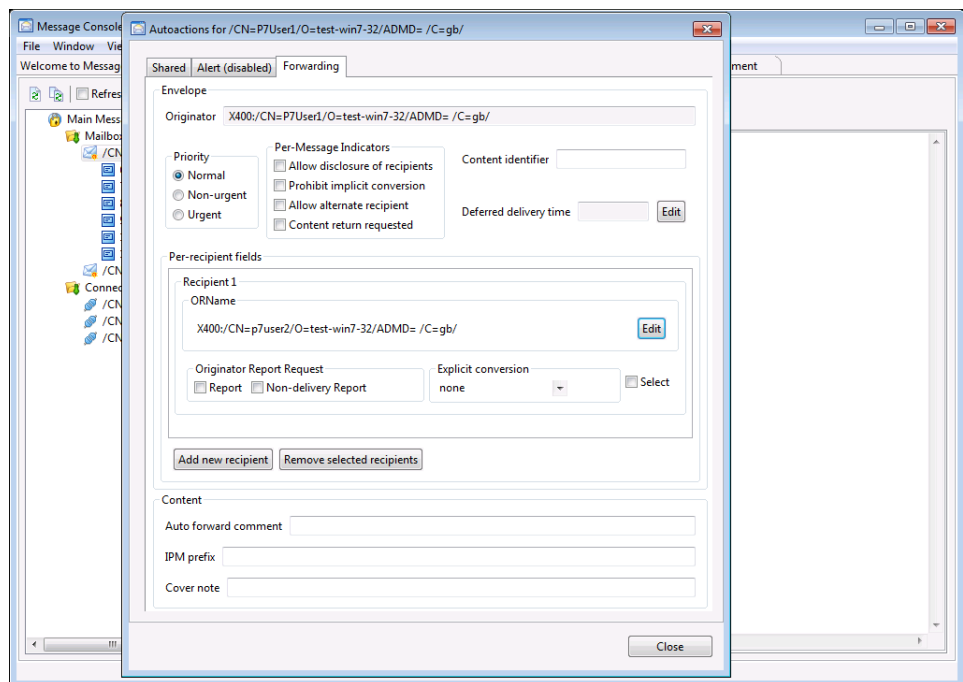 Message Console
Autoactions for /CN=P7User1/O=test-win7-32/ADMD= /C=gb/
File Window Vie
Welcome to Messag
ment
Shared Alert (disabled) Forwarding
Refres
Envelope
Originator X400:/CN=P7User1/O=test-win7-32/ADMD= /C=gb/
Main Mess
Mailbo
/CN
Priority
Normal
Non-urgent
Urgent
Per-Message Indicators
Allow disclosure of recipients
Prohibit implicit conversion
Allow alternate recipient
Content return requested
Content identifier
Deferred delivery time Edit
/CN
Connec
/CN
/CN
/CN
Per-recipient fields
Recipient 1
ORName
X400:/CN=p7user2/O=test-win7-32/ADMD= /C=gb/ Edit
Originator Report Request
Report Non-delivery Report
Explicit conversion
none
Select
Add new recipient Remove selected recipients
Content
Auto forward comment
IPM prefix
Cover note
Close